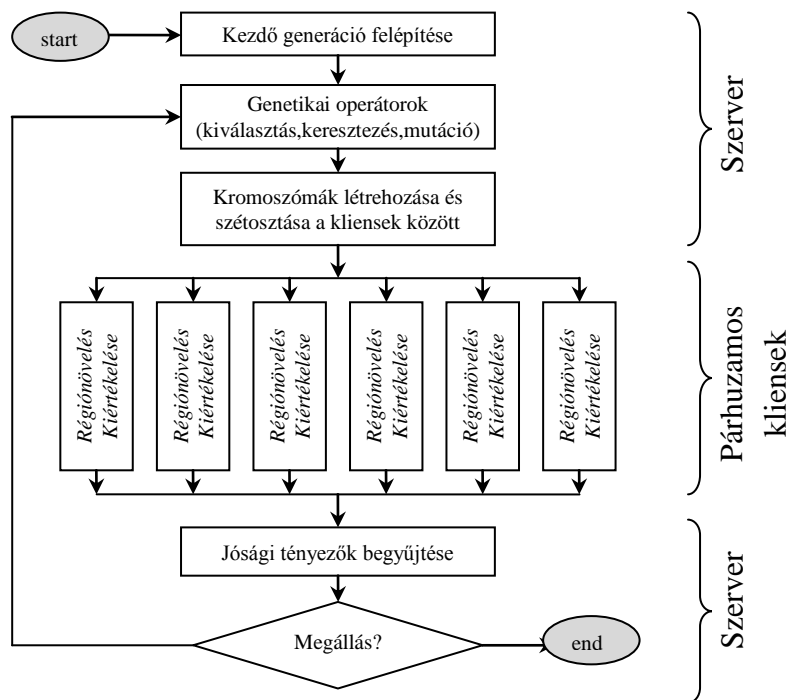 start
Kezdő generáció felépítése
Genetikai operátorok
(kiválasztás,keresztezés,mutáció)
Kromoszómák létrehozása és
szétosztása a kliensek között
Szerver
Régiónövelés
Kiértékelése
Régiónövelés
Kiértékelése
Régiónövelés
Kiértékelése
Régiónövelés
Kiértékelése
Régiónövelés
Kiértékelése
Régiónövelés
Kiértékelése
Párhuzamos
kliensek
Jósági tényezők begyűjtése
Megállás?
end
Szerver